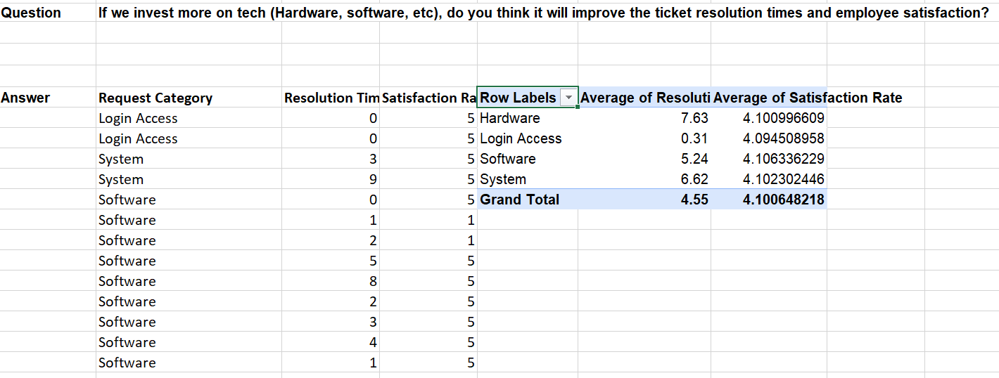 Question If we invest more on tech (Hardware, software, etc), do you think it will improve the ticket resolution times and employee satisfaction?
Answer Request Category Resolution Tim Satisfaction Ra Row Labels Average of Resoluti Average of Satisfaction Rate
Login Access 0 5 Hardware 7.63 4.100996609
Login Access 0 5 Login Access 0.31 4.094508958
System 3 5 Software 5.24 4.106336229
System 9 5 System 6.62 4.102302446
Software 0 5 Grand Total 4.55 4.100648218
Software 1 1
Software 2 1
Software 5 5
Software 8 5
Software 2 5
Software 3 5
Software 4 5
Software 1 5